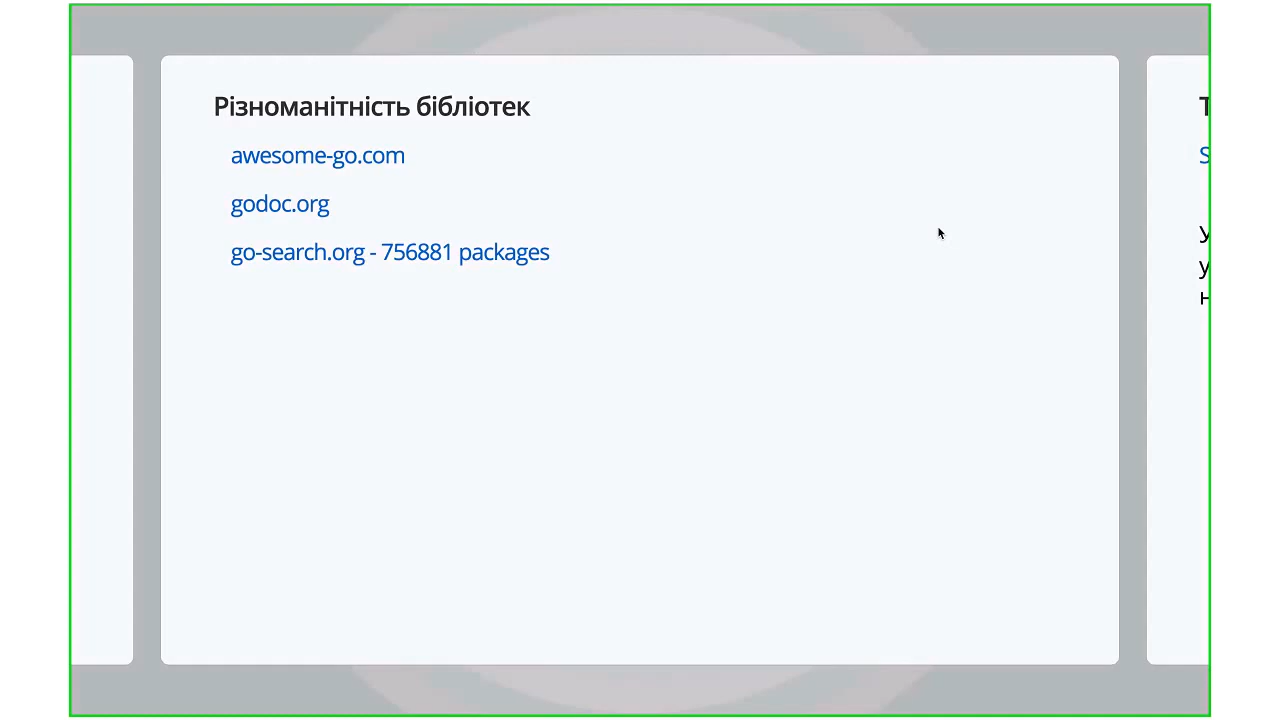 Різноманітність бібліотек
awesome-go.com
godoc.org
go-search.org - 756881 packages